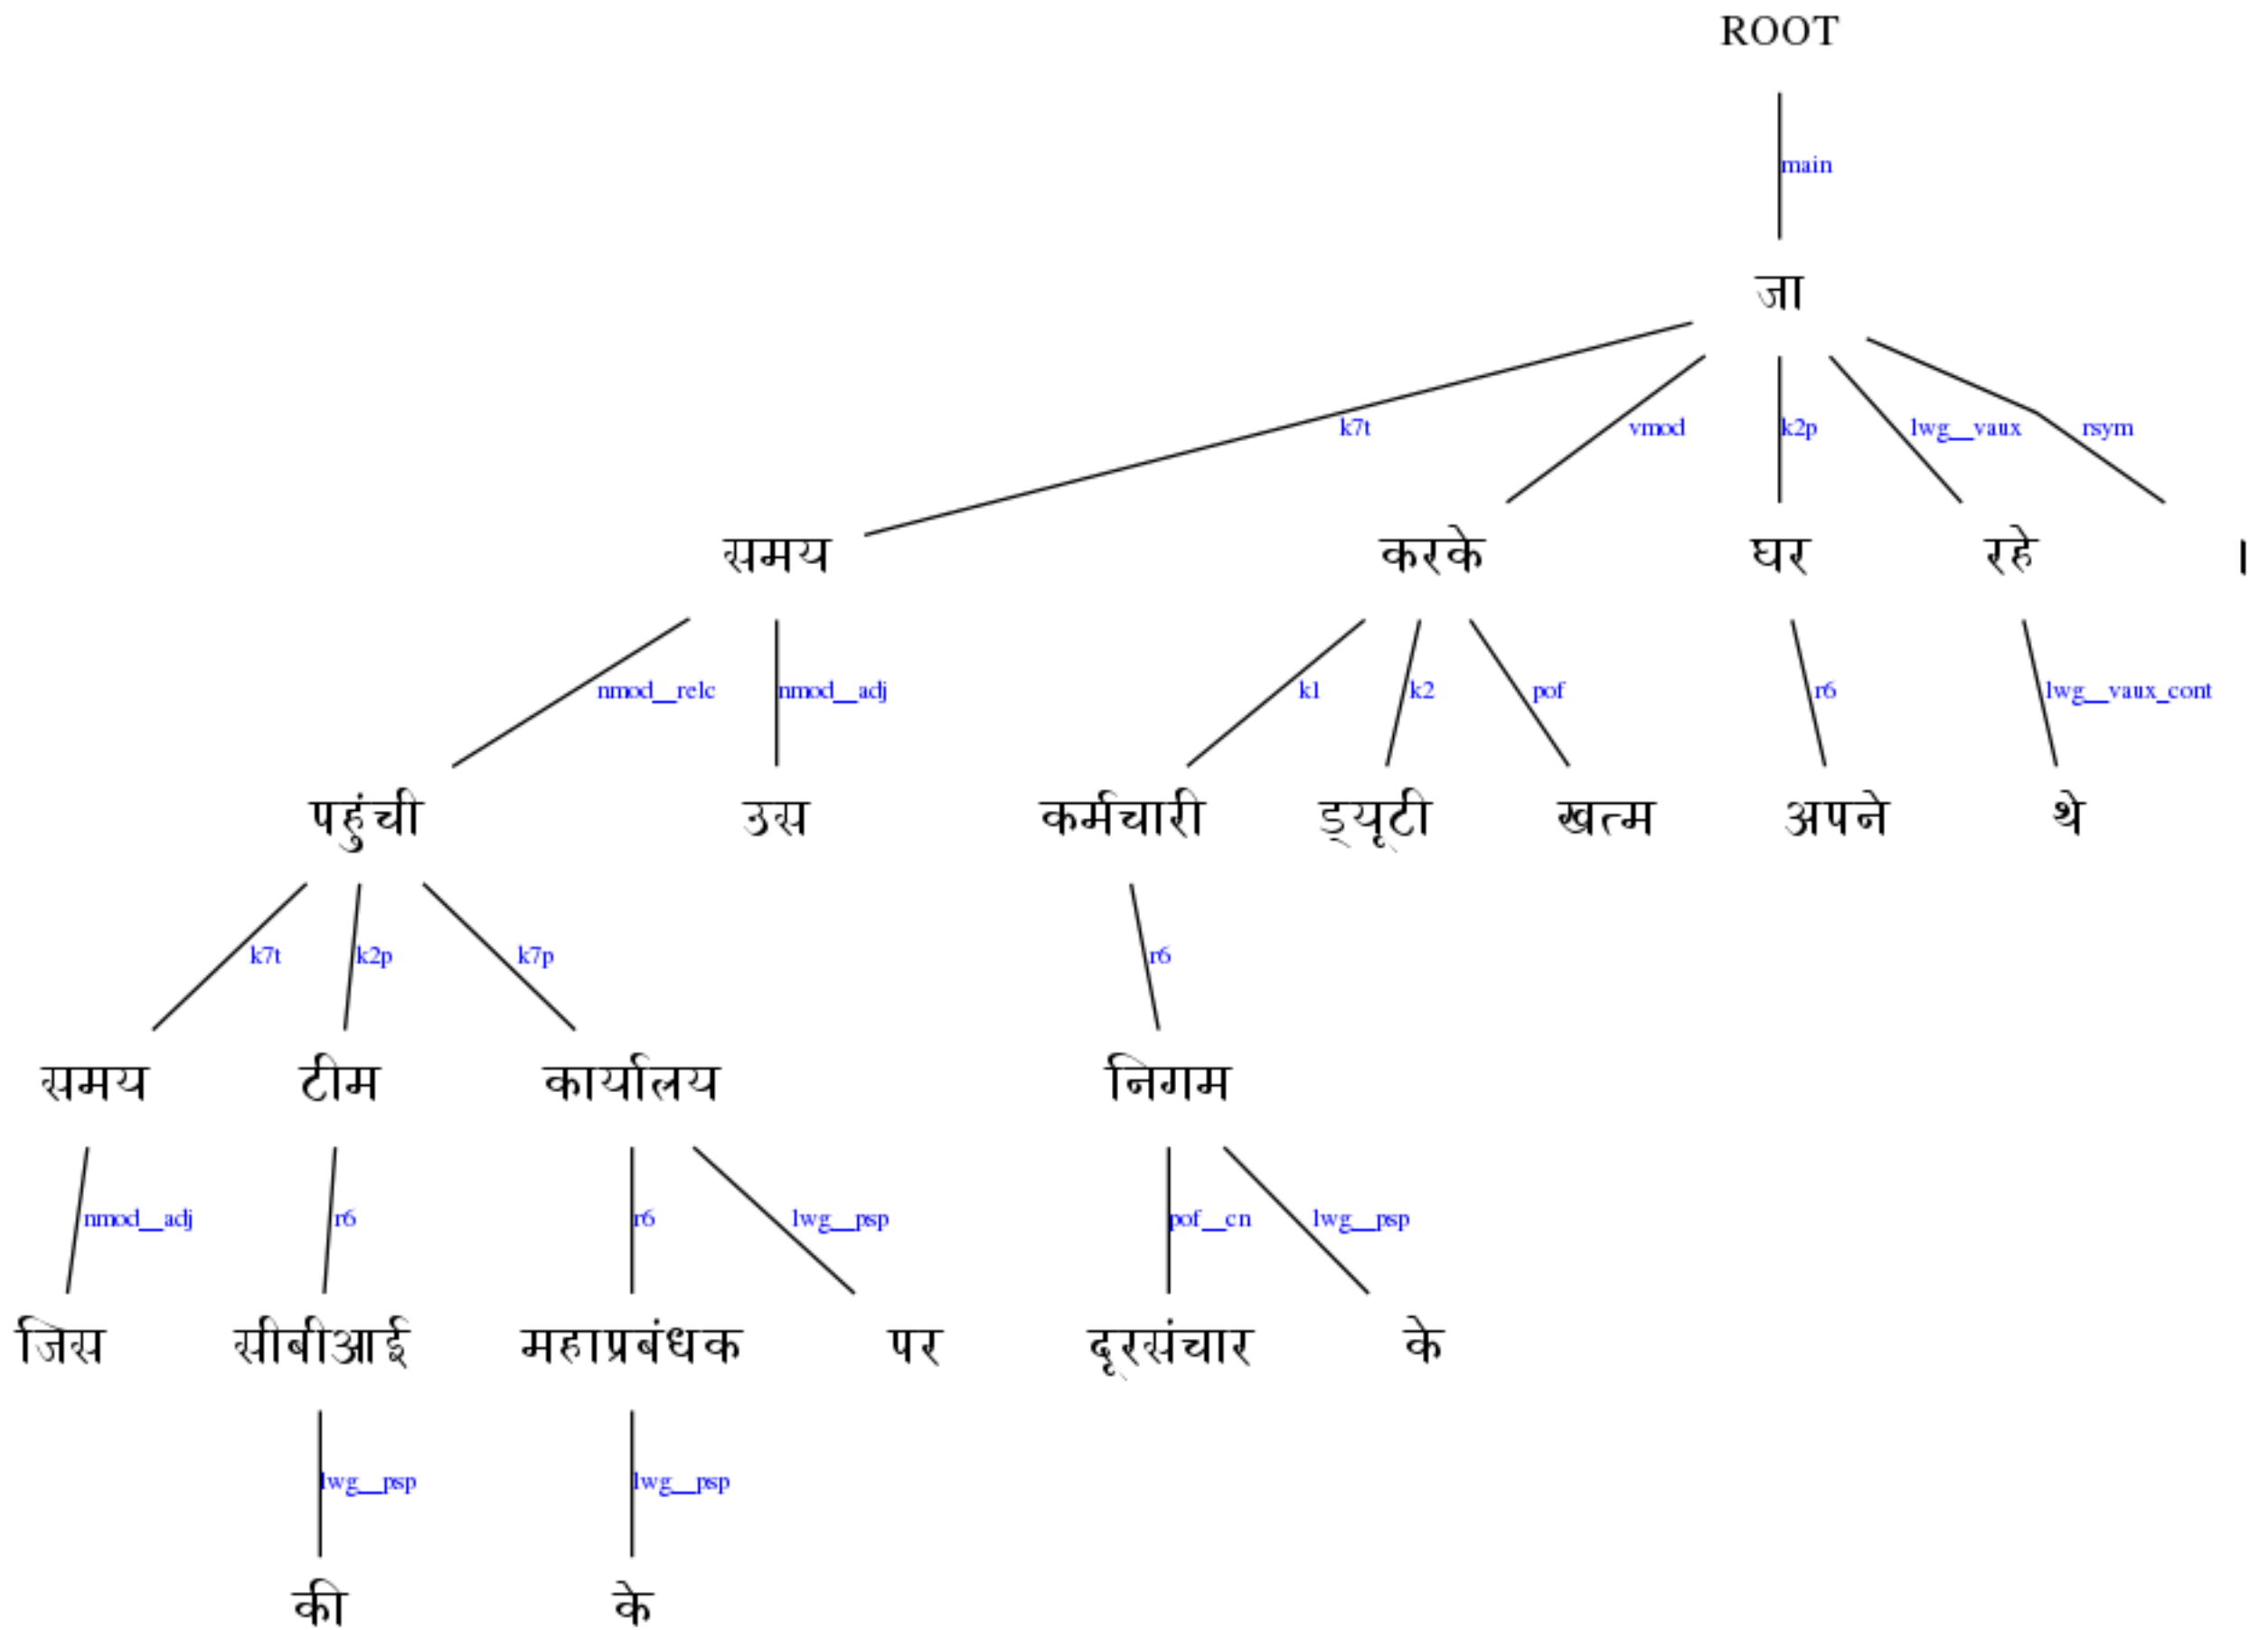 ROOT
main
जा
k7t vmod k2p lwg__vaux rsym
समय करके घर रहे ।
nmod__relc nmod__adj k1 k2 pof r6 lwg__vaux_cont
पहुंची उस कर्मचारी ड्यूटी खत्म अपने थे
k7t k2p k7p r6
समय टीम कार्यालय निगम
nmod__adj r6 r6 lwg__psp pof__cn lwg__psp
जिस सीबीआई महाप्रबंधक पर दूरसंचार के
lwg__psp lwg__psp
की के